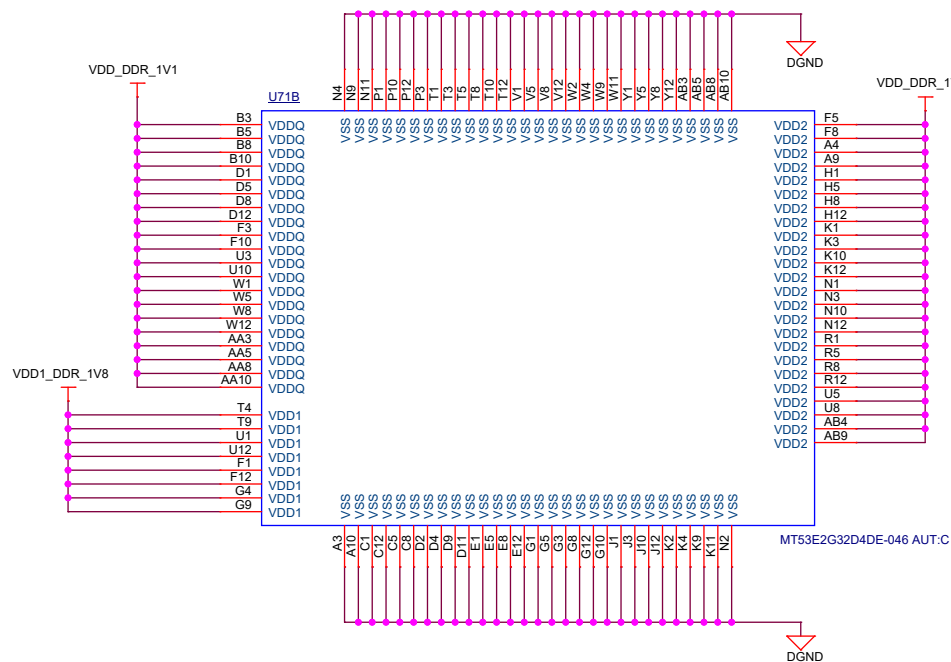 DGND
VDD_DDR_1V1
VDD_DDR_1
U71B
N4 N9 N11 P1 P10 P12 P3 T1 T3 T5 T8 T10 T12 V1 V5 V8 V12 W2 W4 W9 W11 Y1 Y5 Y8 Y12 AB3 AB5 AB8 AB10
VSS VSS VSS VSS VSS VSS VSS VSS VSS VSS VSS VSS VSS VSS VSS VSS VSS VSS VSS VSS VSS VSS VSS VSS VSS VSS VSS VSS VSS
B3 VDDQ VDD2 F5
B5 VDDQ VDD2 F8
B8 VDDQ VDD2 A4
B10 VDDQ VDD2 A9
D1 VDDQ VDD2 H1
D5 VDDQ VDD2 H5
D8 VDDQ VDD2 H8
D12 VDDQ VDD2 H12
F3 VDDQ VDD2 K1
F10 VDDQ VDD2 K3
U3 VDDQ VDD2 K10
U10 VDDQ VDD2 K12
W1 VDDQ VDD2 N1
W5 VDDQ VDD2 N3
W8 VDDQ VDD2 N10
W12 VDDQ VDD2 N12
AA3 VDDQ VDD2 R1
AA5 VDDQ VDD2 R5
AA8 VDDQ VDD2 R8
AA10 VDDQ VDD2 R12
VDD1_DDR_1V8
VDD2 U5
T4 VDD1 VDD2 U8
T9 VDD1 VDD2 AB4
U1 VDD1 VDD2 AB9
U12 VDD1
F1 VDD1
F12 VDD1
G4 VDD1
G9 VDD1
VSS VSS VSS VSS VSS VSS VSS VSS VSS VSS VSS VSS VSS VSS VSS VSS VSS VSS VSS VSS VSS VSS VSS VSS VSS VSS VSS VSS VSS
A3 A10 C1 C12 C5 C8 D2 D4 D9 D11 E1 E5 E8 E12 G1 G5 G3 G8 G12 G10 J1 J3 J10 J12 K2 K4 K9 K11 N2
MT53E2G32D4DE-046 AUT:C
DGND